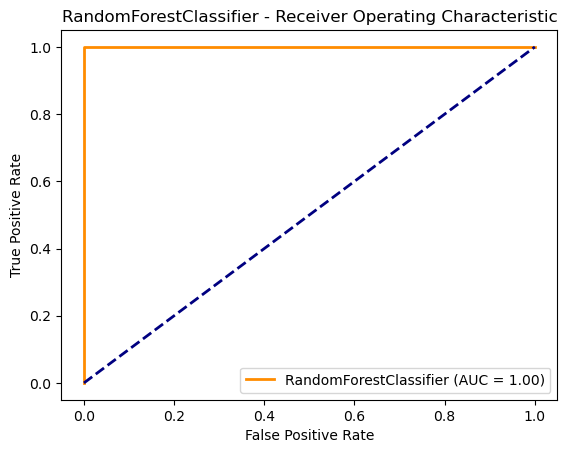 RandomForestClassifier - Receiver Operating Characteristic
1.0
0.8
0.6
0.4
0.2
0.0
True Positive Rate
RandomForestClassifier (AUC = 1.00)
0.0 0.2 0.4 0.6 0.8 1.0
False Positive Rate